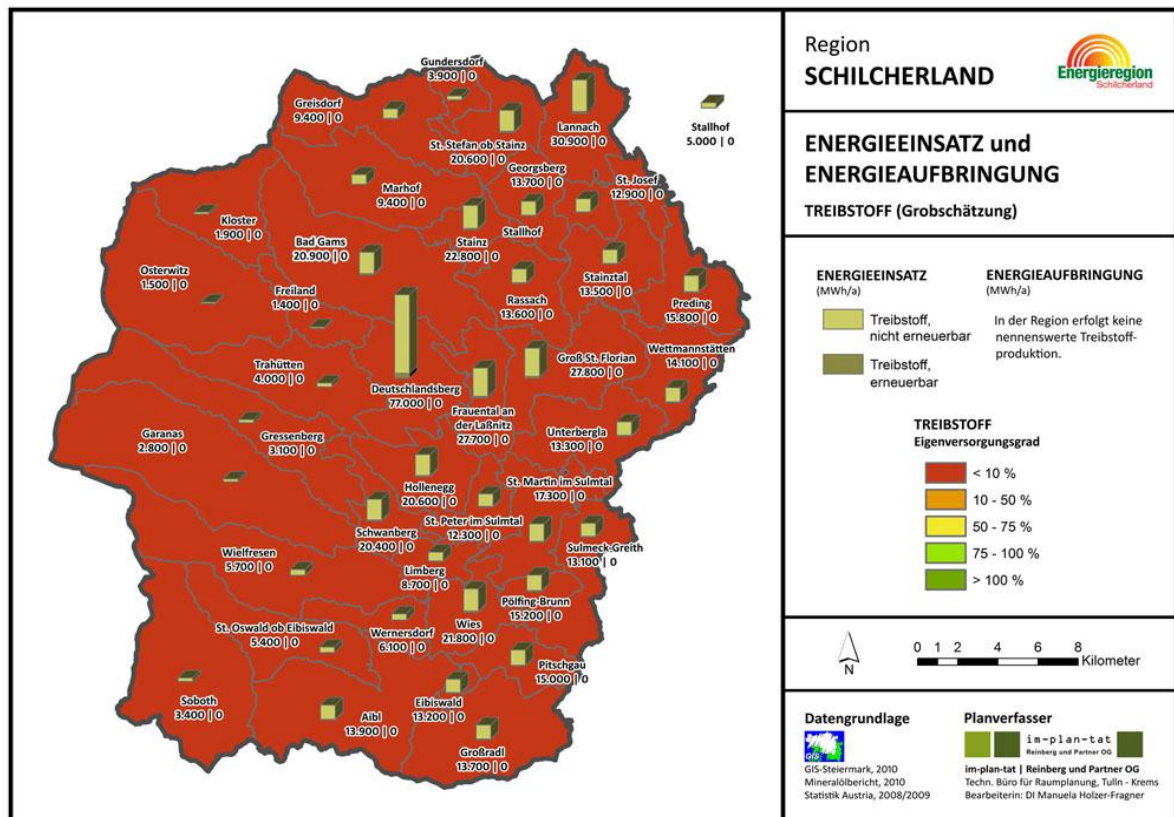 Gundersdorf
3.900 | 0
Greisdorf
9.400 | 0
St. Stefan ob Stainz
20.600 | 0
Lannach
30.900 | 0
Stallhof
5.000 | 0
Georgsberg
13.700 | 0
St. Josef
12.900 | 0
Marhof
9.400 | 0
Kloster
1.900 | 0
Stainz
22.800 | 0
Stallhof
Bad Gams
20.900 | 0
Stainztal
13.500 | 0
Osterwitz
1.500 | 0
Freiland
1.400 | 0
Rassach
13.600 | 0
Preding
15.800 | 0
Wettmannstätten
14.100 | 0
Groß St. Florian
27.800 | 0
Trahütten
4.000 | 0
Deutschlandsberg
77.000 | 0
Frauental an
der Laßnitz
27.700 | 0
Unterbergla
13.300 | 0
Garanas
2.800 | 0
Gressenberg
3.100 | 0
Hollenegg
20.600 | 0
St. Martin im Sulmtal
17.300 | 0
St. Peter im Sulmtal
12.300 | 0
Schwanberg
20.400 | 0
Sulmeck-Greith
13.100 | 0
Wielfresen
5.700 | 0
Limberg
8.700 | 0
Pölfing-Brunn
15.200 | 0
Wies
21.800 | 0
St. Oswald ob Eibiswald
5.400 | 0
Wernersdorf
6.100 | 0
Pitschgau
15.000 | 0
Soboth
3.400 | 0
Aibl
13.900 | 0
Eibiswald
13.200 | 0
Großradl
13.700 | 0
Region
SCHILCHERLAND
Energieregion
Schilcherland
ENERGIEEINSATZ und
ENERGIEAUFBRINGUNG
TREIBSTOFF (Grobschätzung)
ENERGIEEINSATZ
(MWh/a)
Treibstoff,
nicht erneuerbar
Treibstoff,
erneuerbar
ENERGIEAUFBRINGUNG
(MWh/a)
In der Region erfolgt keine
nennenswerte Treibstoff-
produktion.
TREIBSTOFF
Eigenversorgungsgrad
< 10 %
10 - 50 %
50 - 75 %
75 - 100 %
> 100 %
N
0 1 2 4 6 8
Kilometer
Datengrundlage
GIS
GIS-Steiermark, 2010
Mineralölbericht, 2010
Statistik Austria, 2008/2009
Planverfasser
im-plan-tat
Reinberg und Partner OG
im-plan-tat | Reinberg und Partner OG
Techn. Büro für Raumplanung, Tulln - Krems
Bearbeiterin: DI Manuela Holzer-Fragner